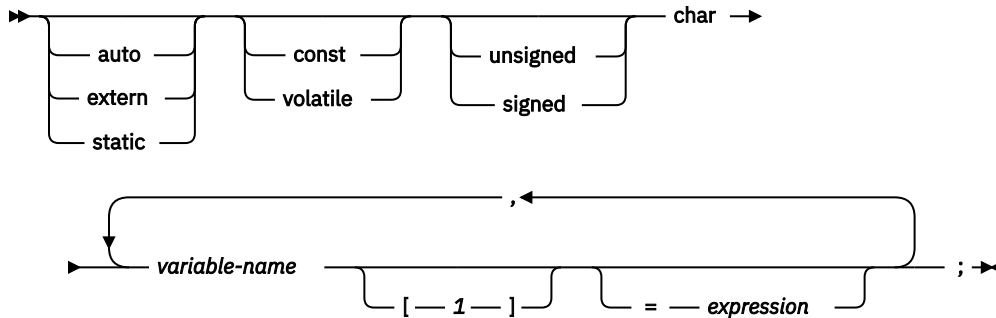 char
auto const unsigned
extern volatile signed
static
,
variable-name ;
[ 1 ] = expression